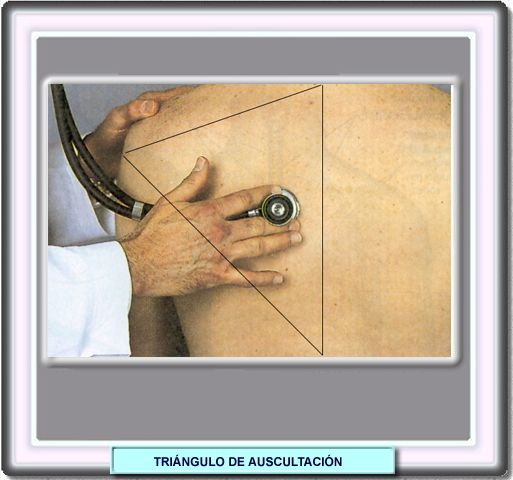 TRIÁNGULO DE AUSCULTACIÓN